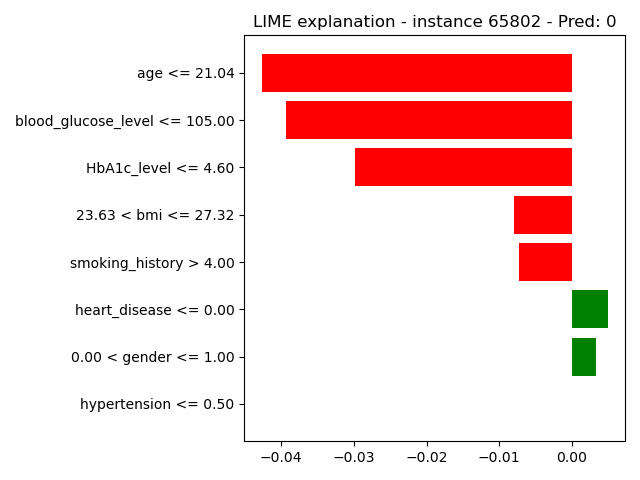 LIME explanation - instance 65802 - Pred: 0
age <= 21.04
blood_glucose_level <= 105.00
HbA1c_level <= 4.60
23.63 < bmi <= 27.32
smoking_history > 4.00
heart_disease <= 0.00
0.00 < gender <= 1.00
hypertension <= 0.50
−0.04 −0.03 −0.02 −0.01 0.00